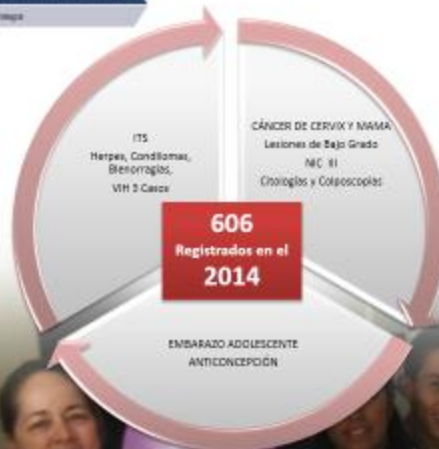 ITS
Herpes, Condilomas,
Blenorragias,
VIH 3 Casos
CÁNCER DE CERVIX Y MAMA
Lesiones de Bajo Grado
NIC III
Citologías y Colposcopías
606
Registrados en el
2014
EMBARAZO ADOLESCENTE
ANTICONCEPCIÓN